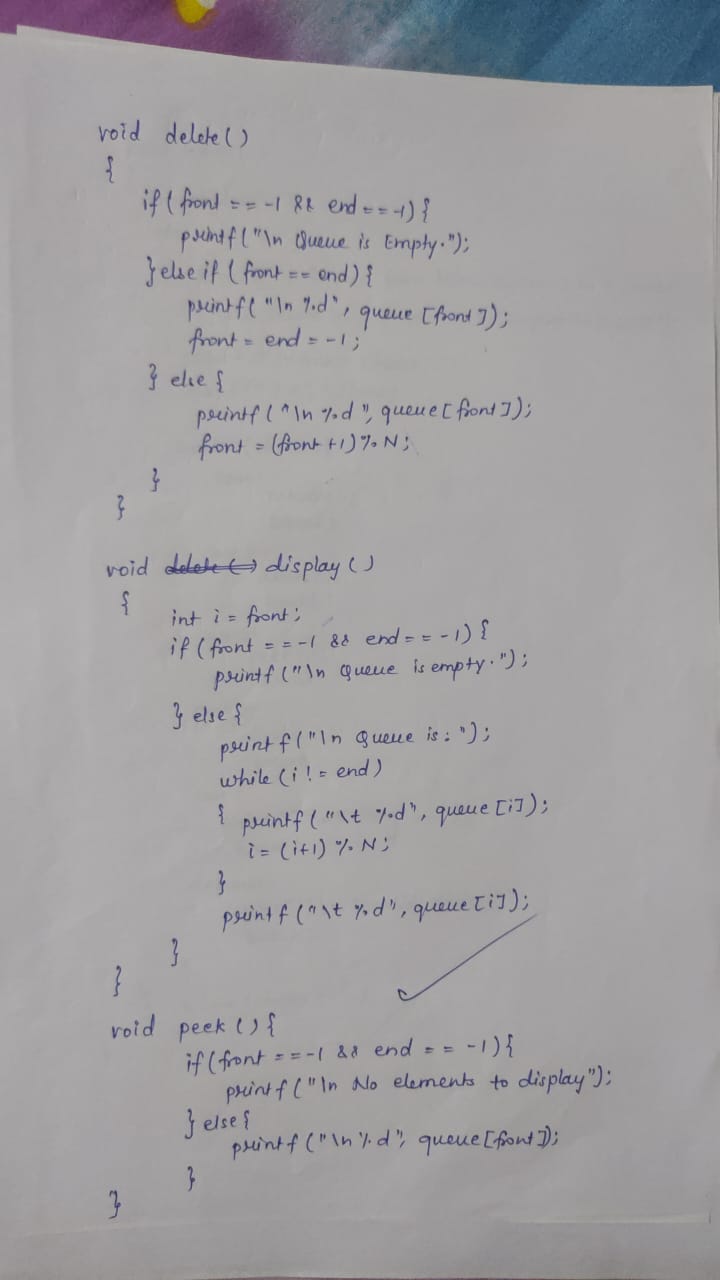 void delete()
{
if(front == -1 && end == -1){
printf("\n Queue is Empty.");
}else if (front == end){
printf("\n %d", queue[front]);
front = end = -1;
} else {
printf("\n %d", queue[front]);
front = (front+1)%N;
}
}
void delete() display()
{
int i = front;
if(front == -1 && end == -1){
printf("\n Queue is empty.");
} else {
printf("\n Queue is: ");
while(i != end)
{ printf("\t %d", queue[i]);
i = (i+1) % N;
}
printf("\t %d", queue[i]);
}
}
void peek(){
if(front == -1 && end == -1){
printf("\n No elements to display");
}else{
printf("\n %d", queue[front]);
}
}